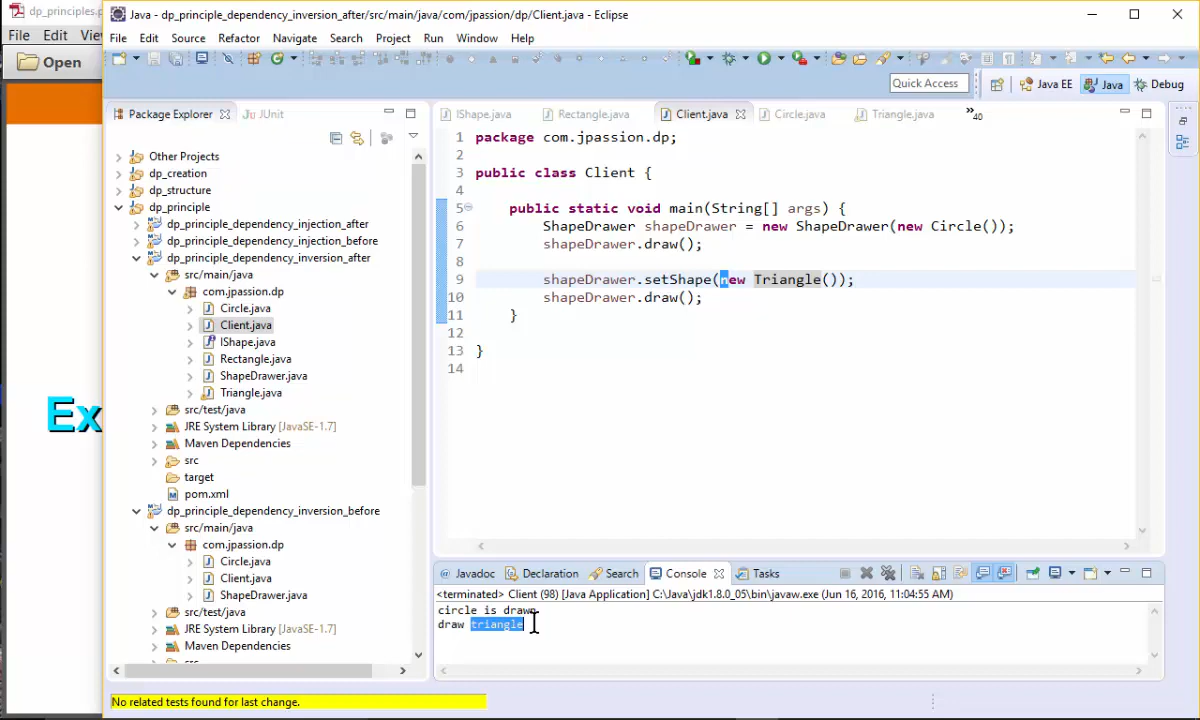 dp_principles.p
File Edit Vie
Open
Ex
Java - dp_principle_dependency_inversion_after/src/main/java/com/jpassion/dp/Client.java - Eclipse
File Edit Source Refactor Navigate Search Project Run Window Help
Quick Access
Java EE
Java
Debug
Package Explorer
JUnit
Other Projects
dp_creation
dp_structure
dp_principle
dp_principle_dependency_injection_after
dp_principle_dependency_injection_before
dp_principle_dependency_inversion_after
src/main/java
com.jpassion.dp
Circle.java
Client.java
IShape.java
Rectangle.java
ShapeDrawer.java
Triangle.java
src/test/java
JRE System Library [JavaSE-1.7]
Maven Dependencies
src
target
pom.xml
dp_principle_dependency_inversion_before
src/main/java
com.jpassion.dp
Circle.java
Client.java
ShapeDrawer.java
src/test/java
JRE System Library [JavaSE-1.7]
Maven Dependencies
src
IShape.java Rectangle.java Client.java Circle.java Triangle.java »40
1 package com.jpassion.dp;
2
3 public class Client {
4
5 public static void main(String[] args) {
6 ShapeDrawer shapeDrawer = new ShapeDrawer(new Circle());
7 shapeDrawer.draw();
8
9 shapeDrawer.setShape(new Triangle());
10 shapeDrawer.draw();
11 }
12
13 }
14
@ Javadoc Declaration Search Console Tasks
<terminated> Client (98) [Java Application] C:\Java\jdk1.8.0_05\bin\javaw.exe (Jun 16, 2016, 11:04:55 AM)
circle is drawn
draw triangle
No related tests found for last change.